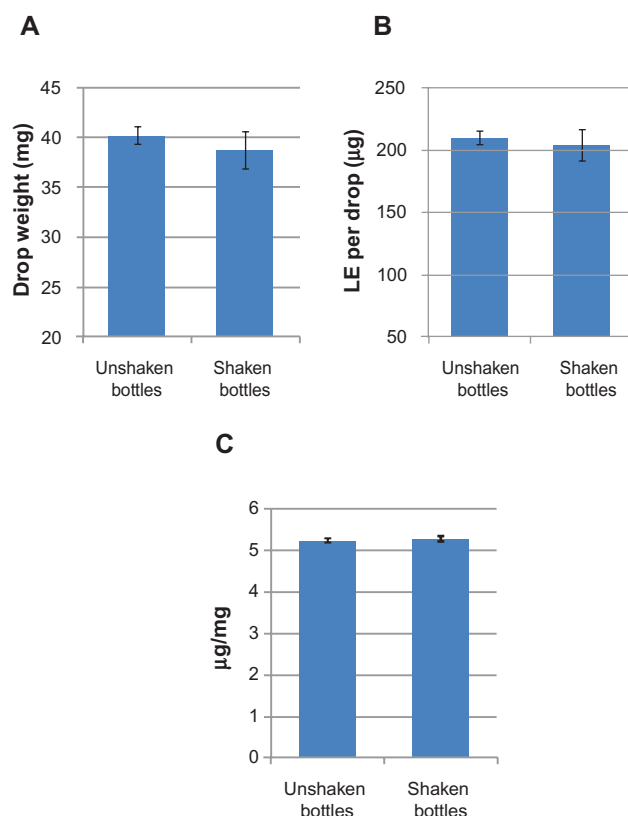 A
Drop weight (mg)
45
40
35
30
25
20
Unshaken bottles
Shaken bottles
B
LE per drop (μg)
250
200
150
100
50
Unshaken bottles
Shaken bottles
C
μg/mg
6
5
4
3
2
1
0
Unshaken bottles
Shaken bottles